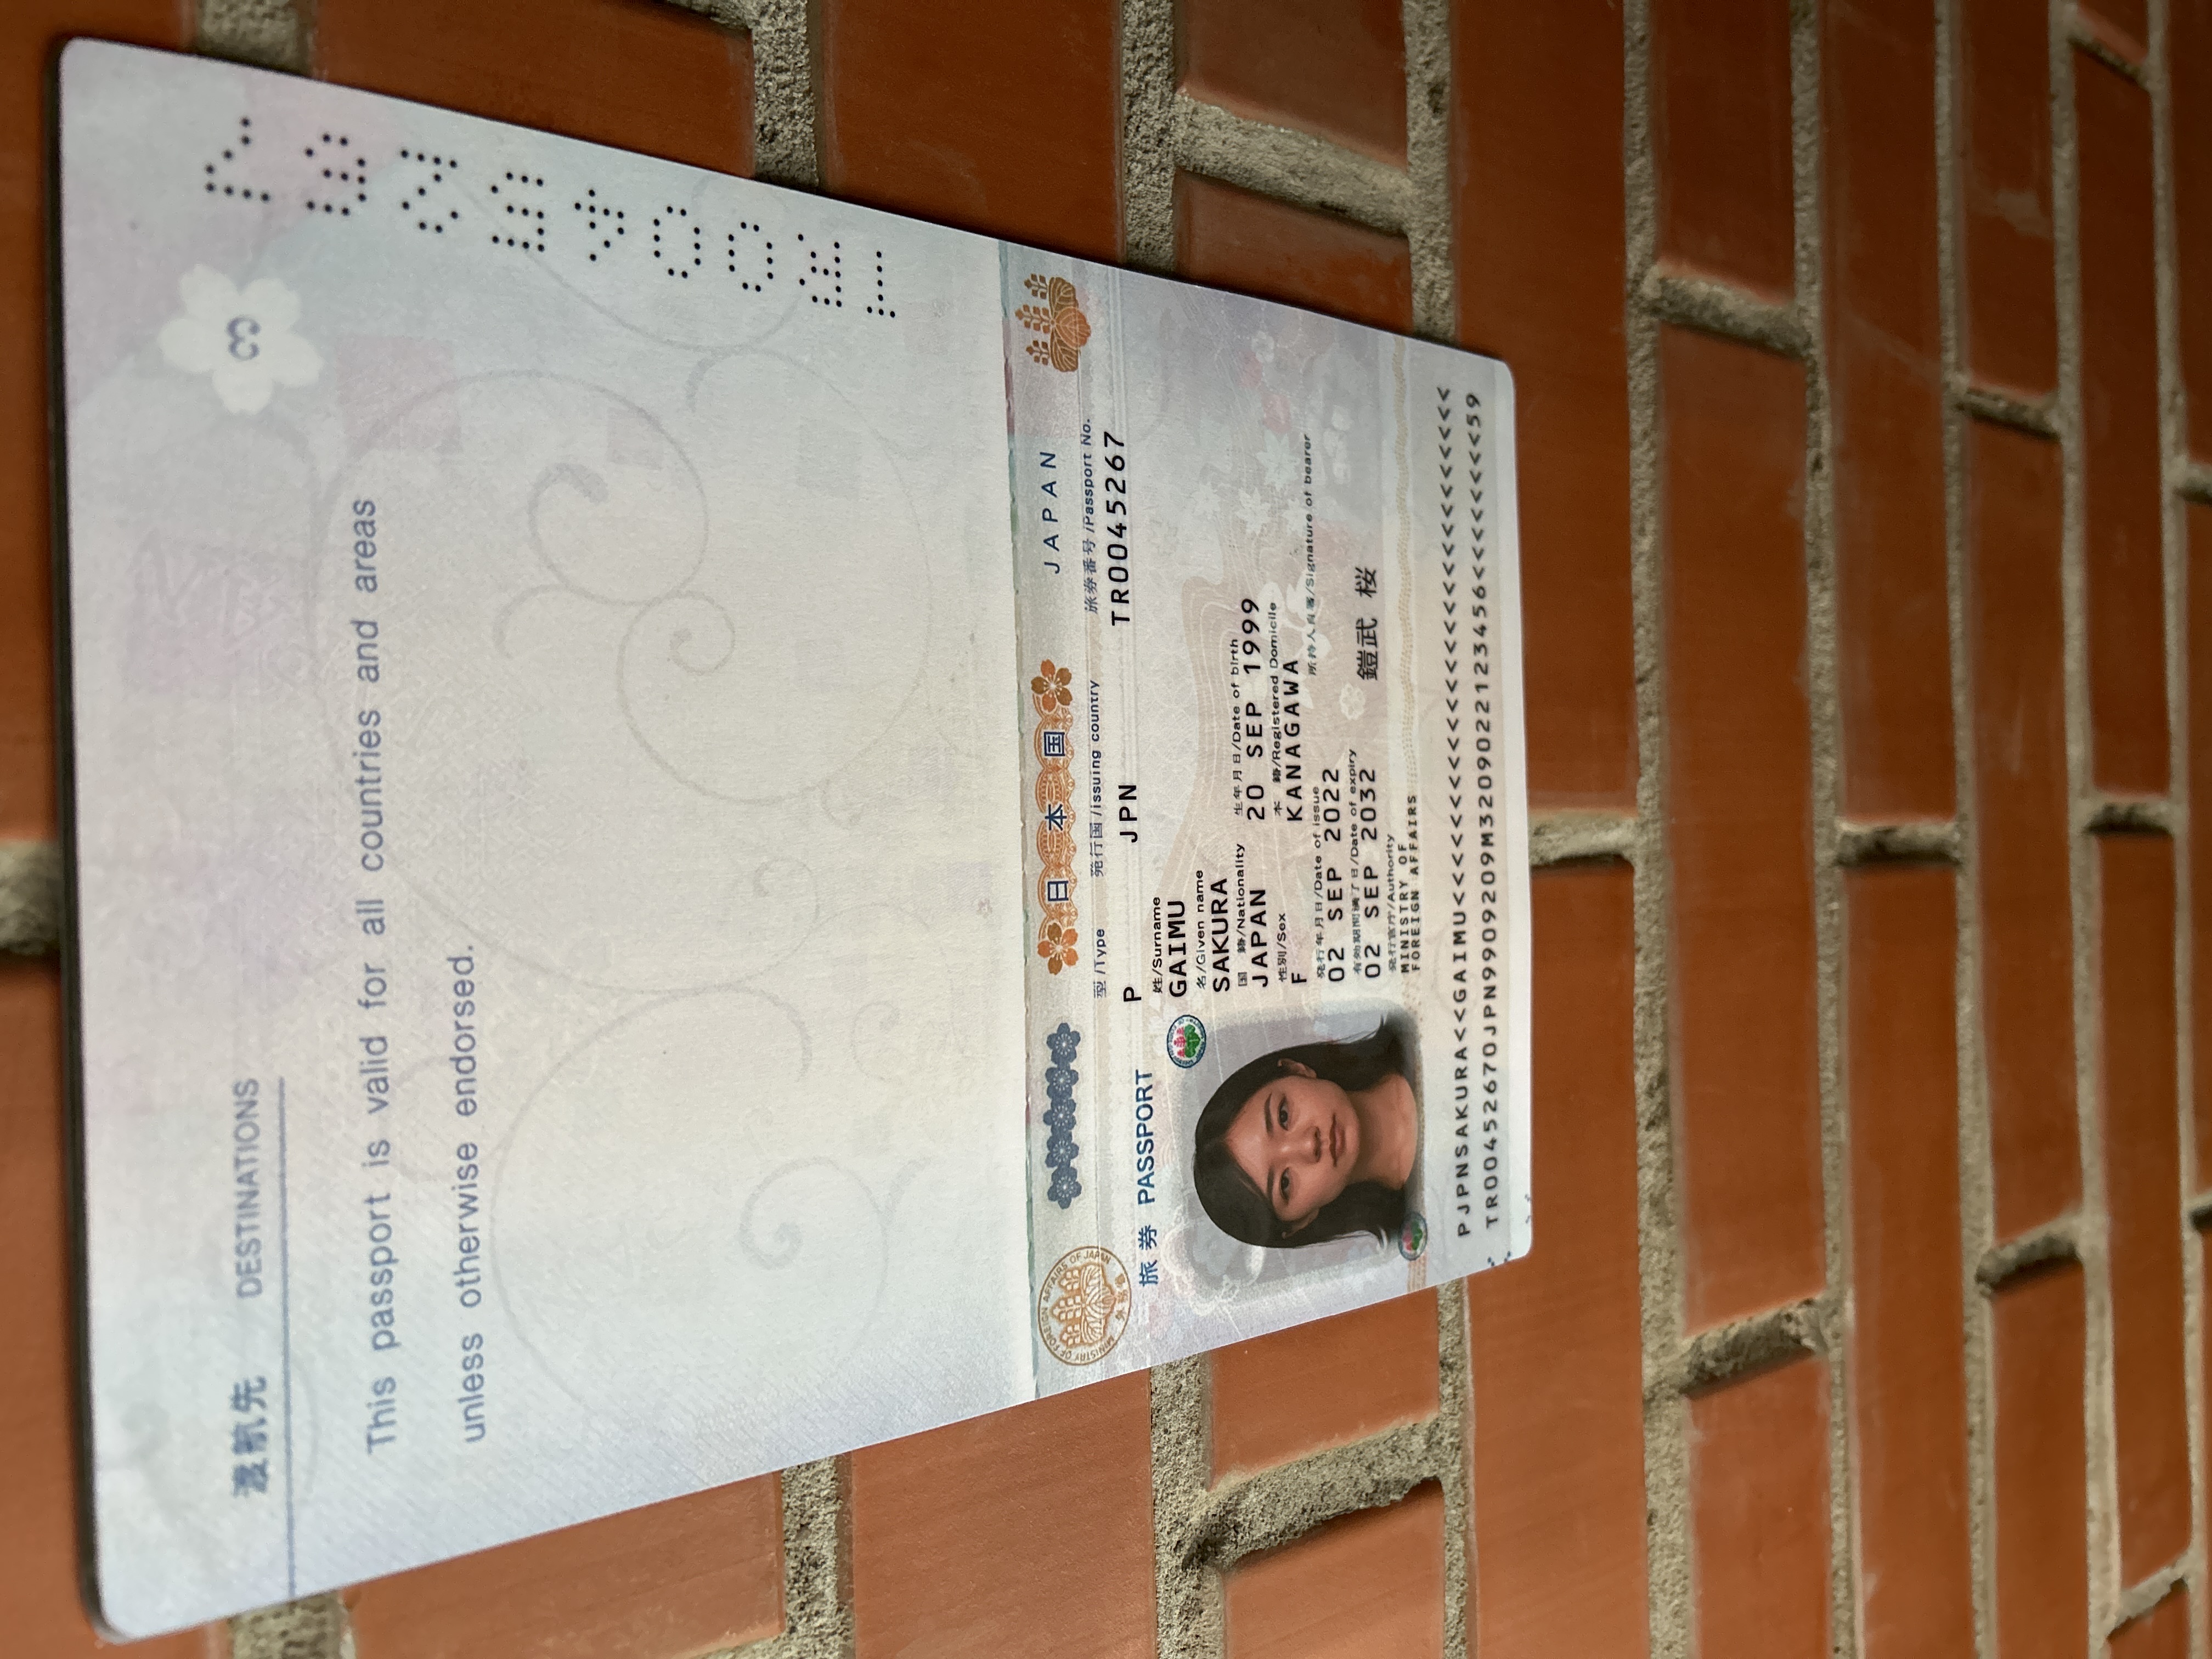 渡航先 DESTINATIONS
This passport is valid for all countries and areas
unless otherwise endorsed.
3
TR0045267
MINISTRY OF FOREIGN AFFAIRS OF JAPAN
外務省
日本国
JAPAN
旅券 PASSPORT
型/Type 発行国/Issuing country 旅券番号/Passport No.
P JPN TR0045267
姓/Surname
GAIMU
名/Given name
SAKURA
国 籍/Nationality 生年月日/Date of birth
JAPAN 20 SEP 1999
性別/Sex 本 籍/Registered Domicile
F KANAGAWA
発行年月日/Date of issue 所持人自署/Signature of bearer
02 SEP 2022
有効期間満了日/Date of expiry
02 SEP 2032 鎧武 桜
発行官庁/Authority
MINISTRY OF
FOREIGN AFFAIRS
PJPNSAKURA<<GAIMU<<<<<<<<<<<<<<<<<<<<<<<<<<<
TR00452670JPN9909209M3209022123456<<<<<<<<59